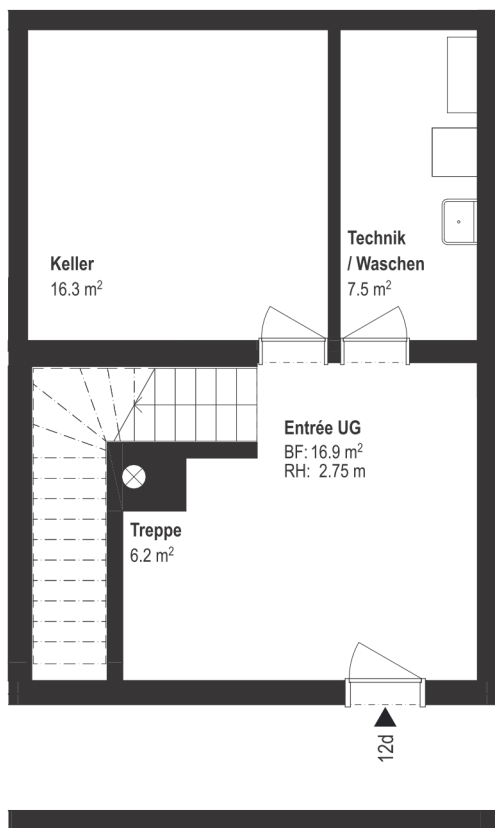 Keller
16.3 m²
Technik
/ Waschen
7.5 m²
Entrée UG
BF: 16.9 m²
RH: 2.75 m
Treppe
6.2 m²
12d